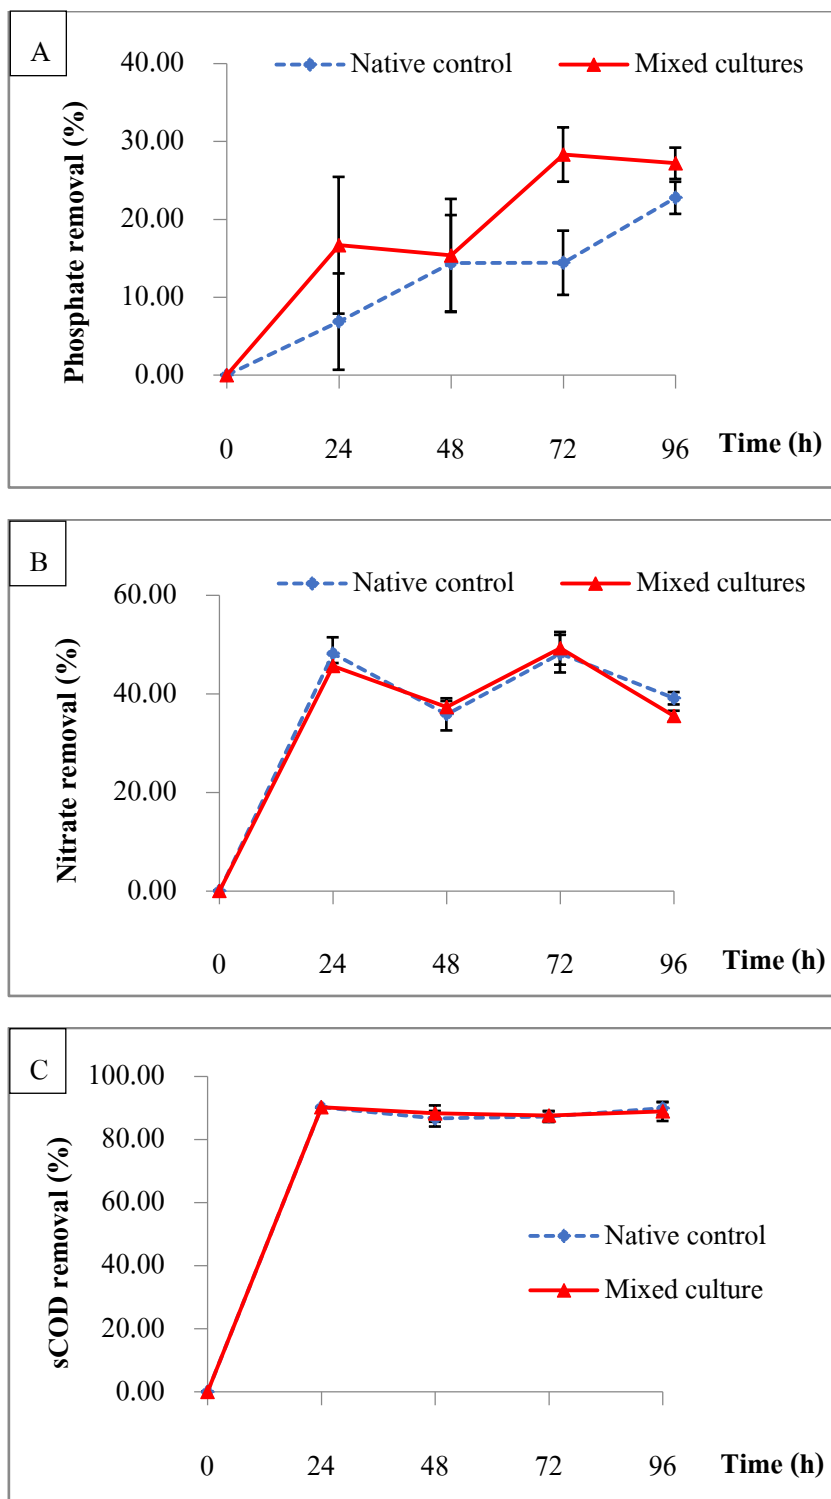 A
Native control
Mixed cultures
Phosphate removal (%)
40.00
30.00
20.00
10.00
0.00
0 24 48 72 96 Time (h)
B
Native control
Mixed cultures
Nitrate removal (%)
60.00
40.00
20.00
0.00
0 24 48 72 96 Time (h)
C
sCOD removal (%)
100.00
80.00
60.00
40.00
20.00
0.00
Native control
Mixed culture
0 24 48 72 96 Time (h)